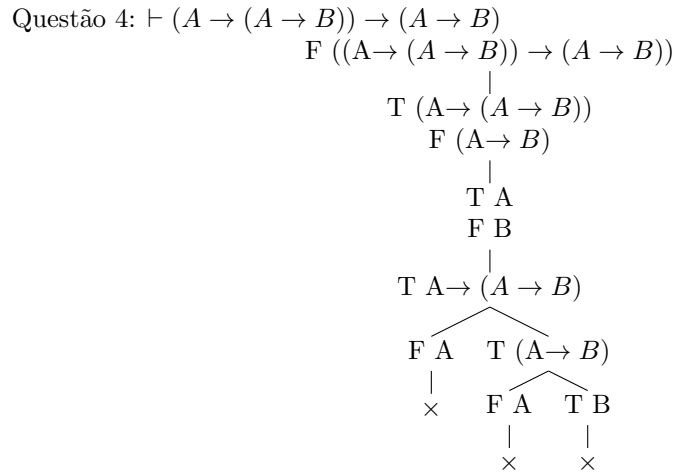 Questão 4: ⊢ (A → (A → B)) → (A → B)
F ((A→ (A → B)) → (A → B))
T (A→ (A → B))
F (A→ B)
T A
F B
T A→ (A → B)
F A T (A→ B)
× F A T B
× ×